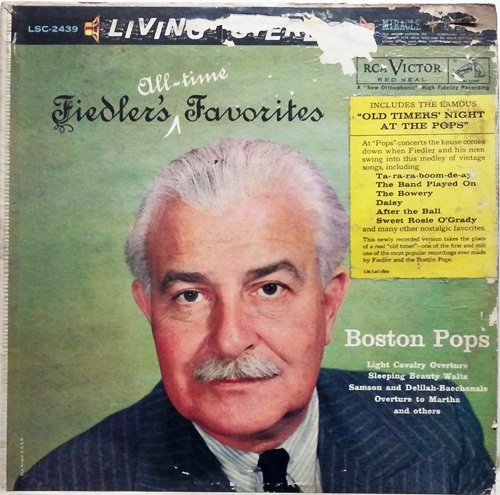 LSC-2439
LIVING STERE
MIRACLE
RCA VICTOR
RED SEAL
A "New Orthophonic" High Fidelity Recording
All-time
Fiedler's Favorites
INCLUDES THE FAMOUS
"OLD TIMERS' NIGHT
AT THE POPS"
At "Pops" concerts the house comes
down when Fiedler and his men
swing into this medley of vintage
songs, including
Ta-ra-ra-boom-de-ay
The Band Played On
The Bowery
Daisy
After the Ball
Sweet Rosie O'Grady
and many other nostalgic favorites.
This newly recorded version takes the place
of a real "old timer"—one of the first and still
one of the most popular recordings ever made
by Fiedler and the Boston Pops.
Boston Pops
Light Cavalry Overture
Sleeping Beauty Waltz
Samson and Delilah-Bacchanale
Overture to Martha
and others